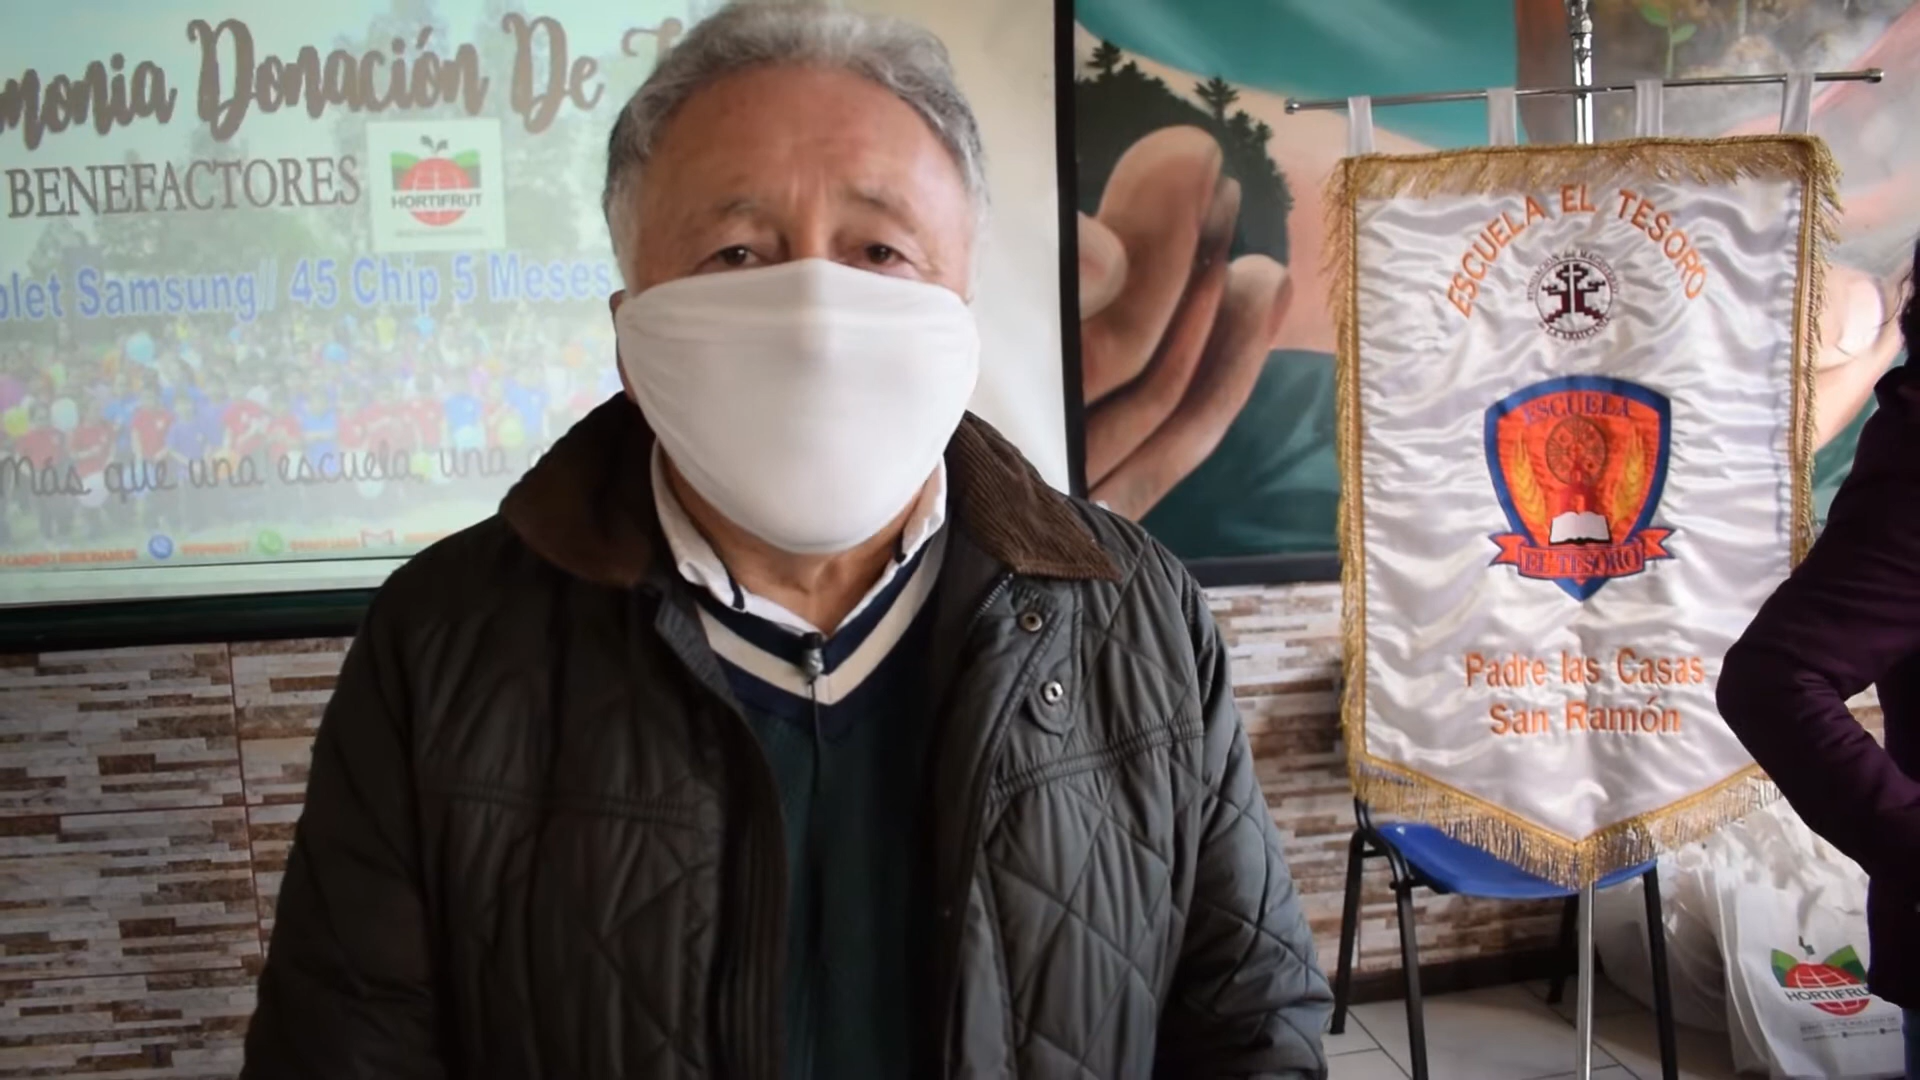 monia Donación De
BENEFACTORES
HORTIFRUT
blet Samsung// 45 Chip 5 Meses
Más que una escuela, una
ESCUELA EL TESORO
ESCUELA
EL TESORO
Padre las Casas
San Ramón
HORTIFRU